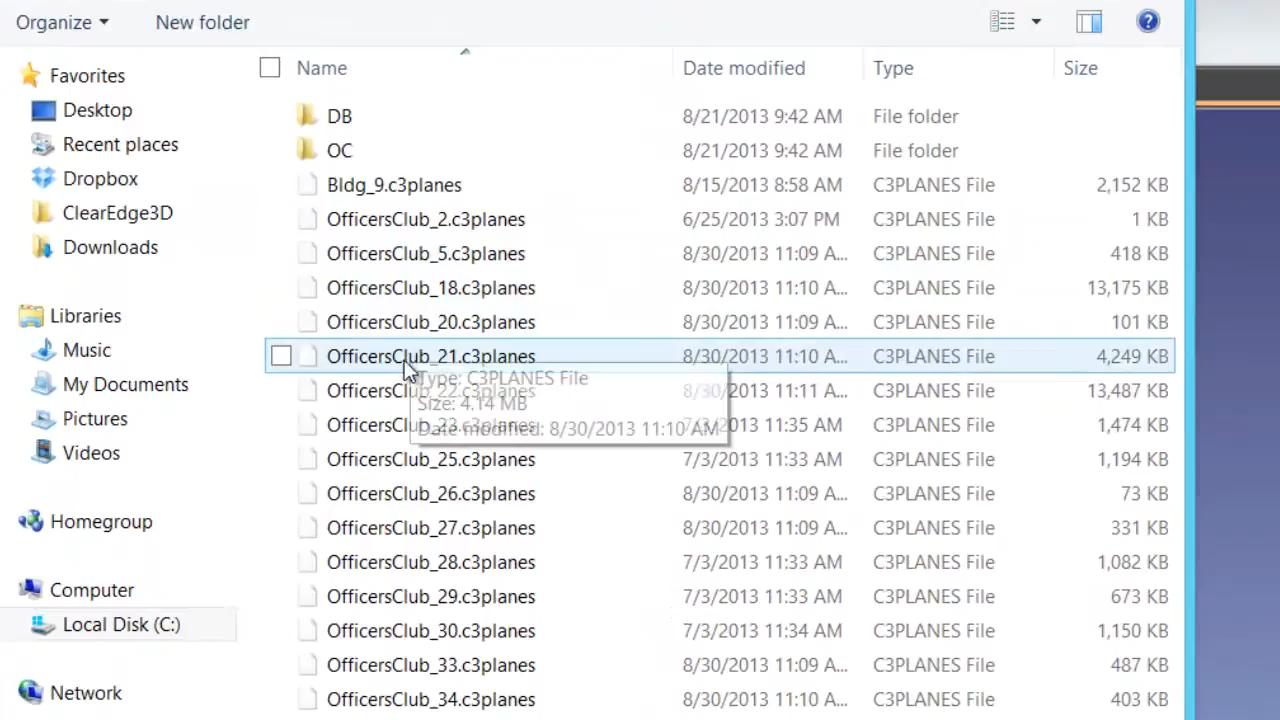 Organize New folder
Name Date modified Type Size
Favorites
Desktop
Recent places
Dropbox
ClearEdge3D
Downloads
Libraries
Music
My Documents
Pictures
Videos
Homegroup
Computer
Local Disk (C:)
Network
DB 8/21/2013 9:42 AM File folder
OC 8/21/2013 9:42 AM File folder
Bldg_9.c3planes 8/15/2013 8:58 AM C3PLANES File 2,152 KB
OfficersClub_2.c3planes 6/25/2013 3:07 PM C3PLANES File 1 KB
OfficersClub_5.c3planes 8/30/2013 11:09 A... C3PLANES File 418 KB
OfficersClub_18.c3planes 8/30/2013 11:10 A... C3PLANES File 13,175 KB
OfficersClub_20.c3planes 8/30/2013 11:09 A... C3PLANES File 101 KB
OfficersClub_21.c3planes 8/30/2013 11:10 A... C3PLANES File 4,249 KB
Type: C3PLANES File
OfficersClub_22.c3planes 8/30/2013 11:11 A... C3PLANES File 13,487 KB
Size: 4.14 MB
OfficersClub_23.c3planes 7/3/2013 11:35 AM C3PLANES File 1,474 KB
Date modified: 8/30/2013 11:10 AM
OfficersClub_25.c3planes 7/3/2013 11:33 AM C3PLANES File 1,194 KB
OfficersClub_26.c3planes 8/30/2013 11:09 A... C3PLANES File 73 KB
OfficersClub_27.c3planes 8/30/2013 11:09 A... C3PLANES File 331 KB
OfficersClub_28.c3planes 7/3/2013 11:33 AM C3PLANES File 1,082 KB
OfficersClub_29.c3planes 7/3/2013 11:33 AM C3PLANES File 673 KB
OfficersClub_30.c3planes 7/3/2013 11:34 AM C3PLANES File 1,150 KB
OfficersClub_33.c3planes 8/30/2013 11:09 A... C3PLANES File 487 KB
OfficersClub_34.c3planes 8/30/2013 11:10 A... C3PLANES File 403 KB